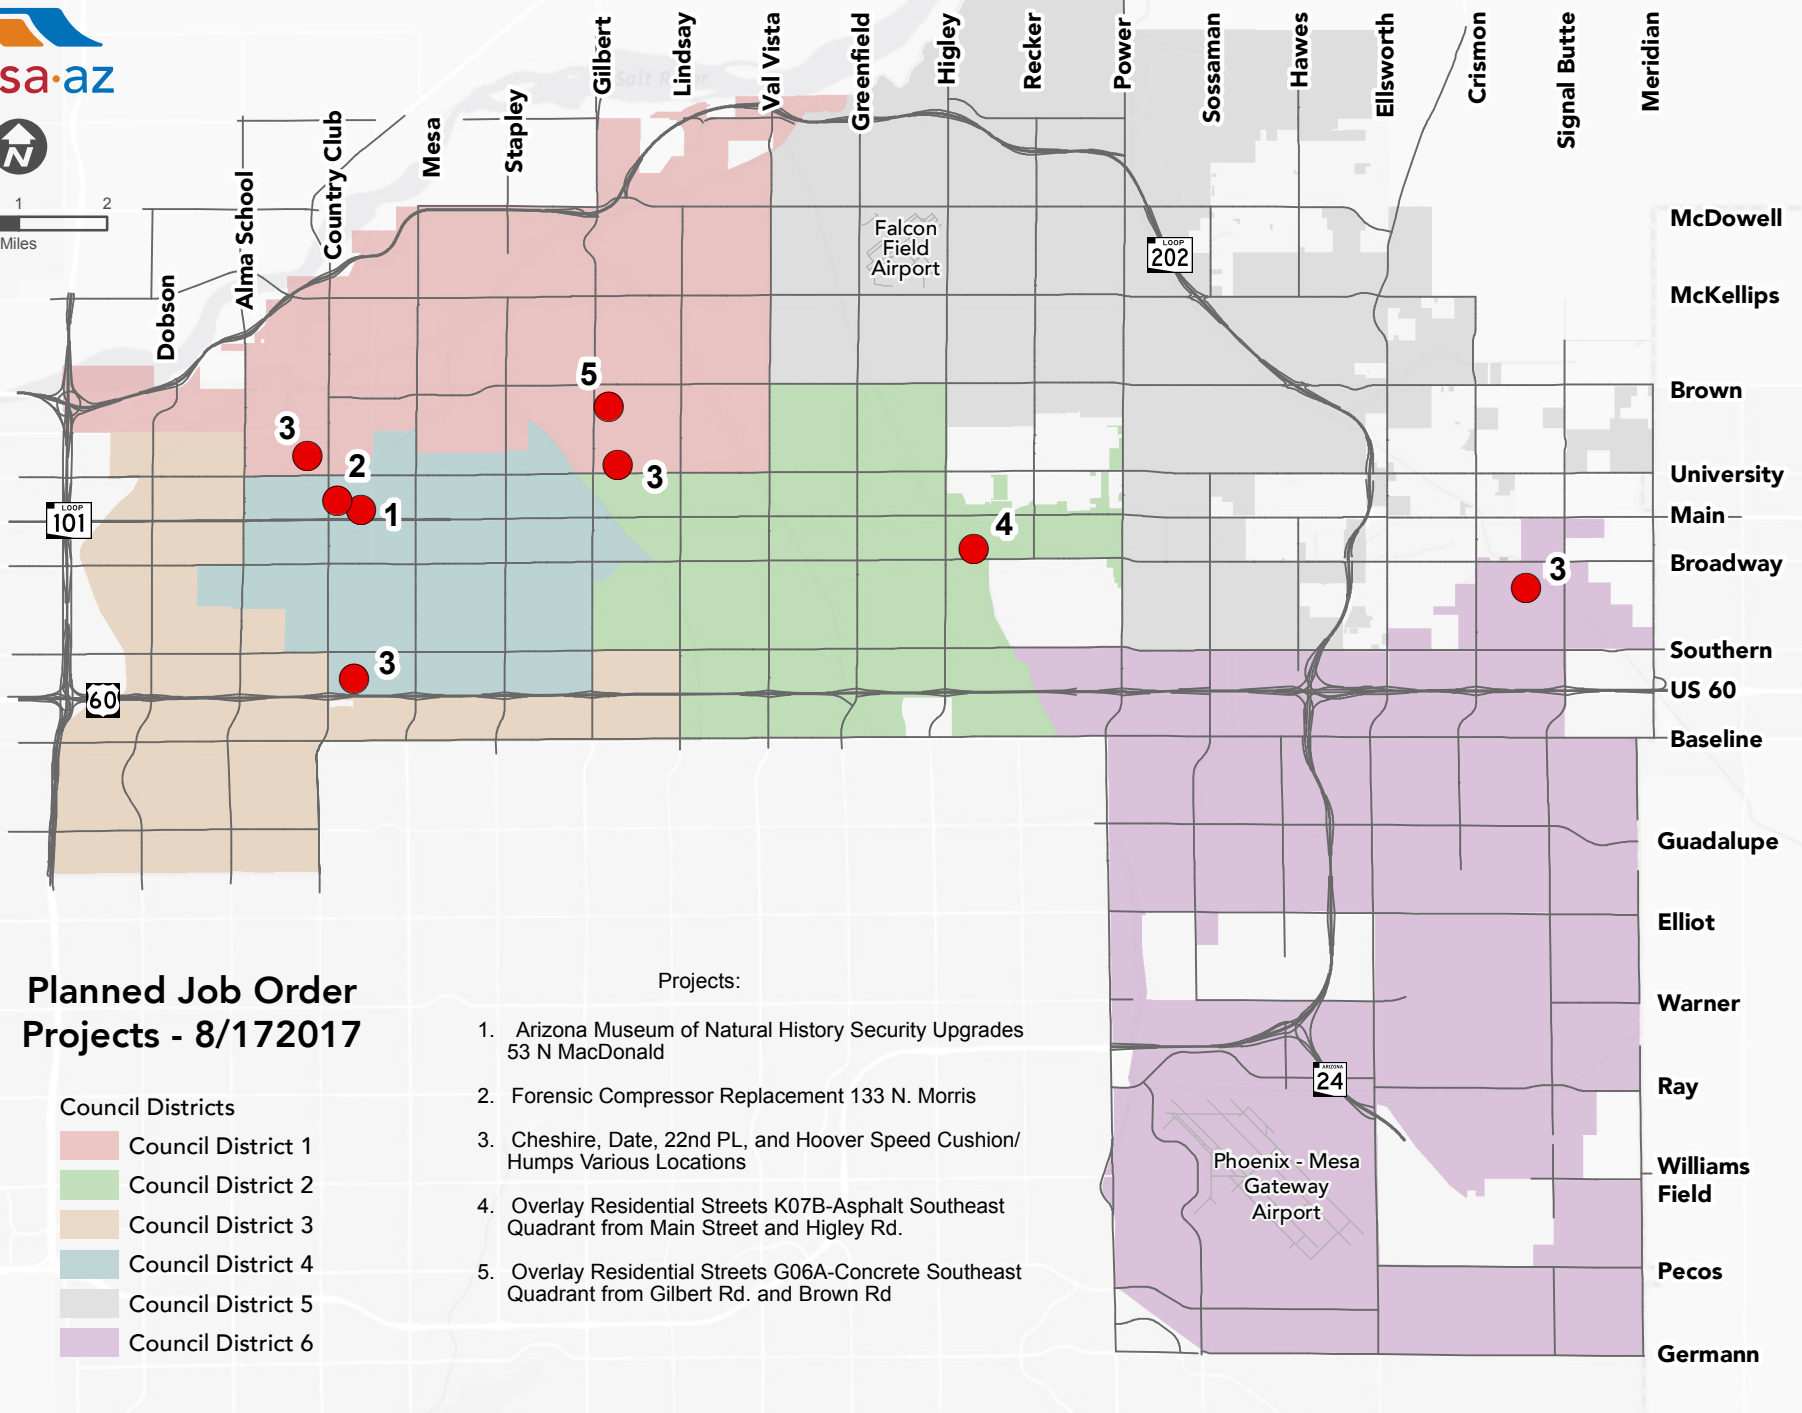 sa·az
N
1 2
Miles
Dobson
Alma School
Country Club
Mesa
Stapley
Gilbert
Lindsay
Val Vista
Greenfield
Higley
Recker
Power
Sossaman
Hawes
Ellsworth
Crismon
Signal Butte
Meridian
Salt River
McDowell
McKellips
Brown
University
Main
Broadway
Southern
US 60
Baseline
Guadalupe
Elliot
Warner
Ray
Williams
Field
Pecos
Germann
Falcon
Field
Airport
LOOP
202
LOOP
101
60
ARIZONA
24
5
3
2
1
3
3
4
3
Phoenix - Mesa
Gateway
Airport
Planned Job Order
Projects - 8/172017
Council Districts
Council District 1
Council District 2
Council District 3
Council District 4
Council District 5
Council District 6
Projects:
1. Arizona Museum of Natural History Security Upgrades
53 N MacDonald
2. Forensic Compressor Replacement 133 N. Morris
3. Cheshire, Date, 22nd PL, and Hoover Speed Cushion/
Humps Various Locations
4. Overlay Residential Streets K07B-Asphalt Southeast
Quadrant from Main Street and Higley Rd.
5. Overlay Residential Streets G06A-Concrete Southeast
Quadrant from Gilbert Rd. and Brown Rd